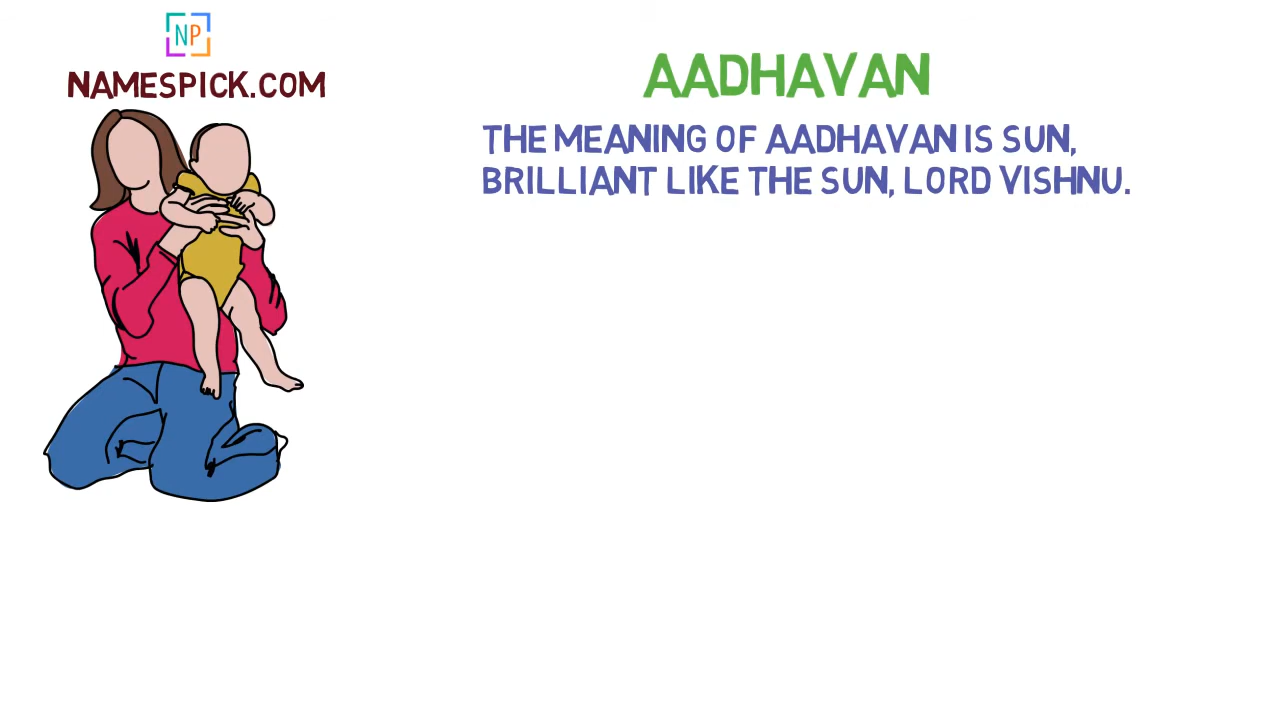 NP
NAMESPICK.COM
AADHAVAN
THE MEANING OF AADHAVAN IS SUN,
BRILLIANT LIKE THE SUN, LORD VISHNU.